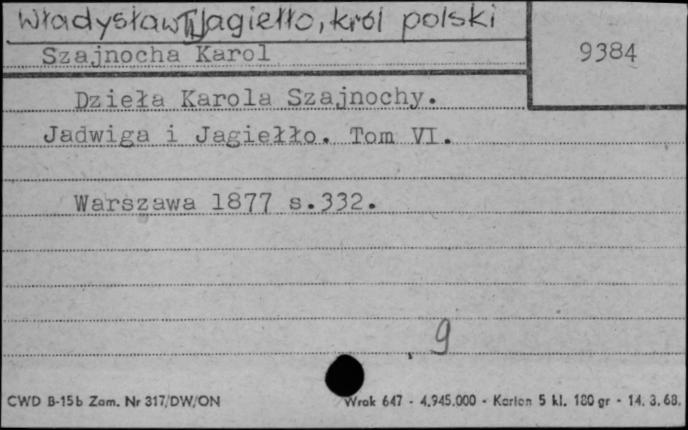 Władysław II Jagiełło, król polski
Szajnocha Karol
9384
Dzieła Karola Szajnochy.
Jadwiga i Jagiełło. Tom VI.
Warszawa 1877 s.332.
9
CWD B-15b Zam. Nr 317/DW/ON
Wrok 647 - 4.945.000 - Karton 5 kl. 180 gr - 14. 3. 68.